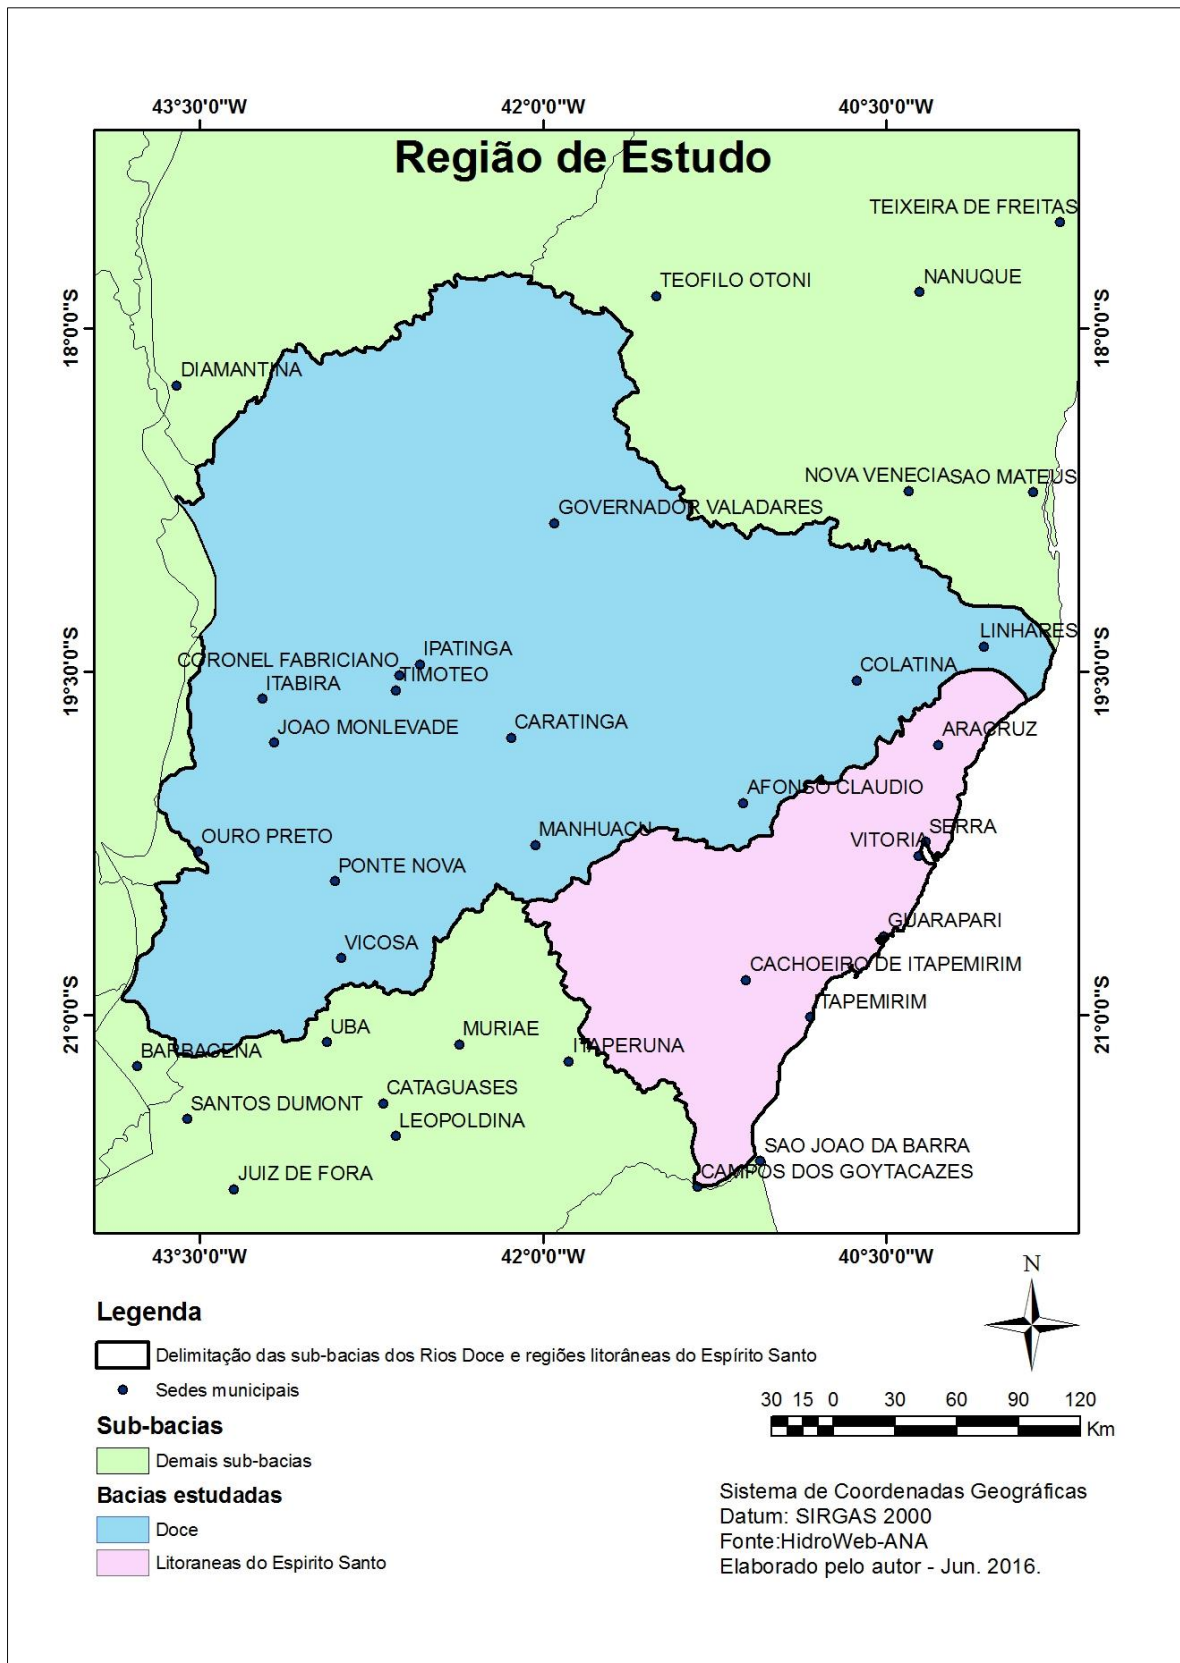 43°30'0"W 42°0'0"W 40°30'0"W
Região de Estudo
TEIXEIRA DE FREITAS
TEOFILO OTONI
NANUQUE
18°0'0"S
18°0'0"S
DIAMANTINA
NOVA VENECIA
SAO MATEUS
GOVERNADOR VALADARES
LINHARES
IPATINGA
CORONEL FABRICIANO
TIMOTEO
COLATINA
19°30'0"S
19°30'0"S
ITABIRA
JOAO MONLEVADE
CARATINGA
ARACRUZ
AFONSO CLAUDIO
OURO PRETO
MANHUACU
SERRA
VITORIA
PONTE NOVA
GUARAPARI
VICOSA
CACHOEIRO DE ITAPEMIRIM
ITAPEMIRIM
21°0'0"S
21°0'0"S
UBA
MURIAE
ITAPERUNA
BARBACENA
CATAGUASES
SANTOS DUMONT
LEOPOLDINA
SAO JOAO DA BARRA
JUIZ DE FORA
CAMPOS DOS GOYTACAZES
43°30'0"W 42°0'0"W 40°30'0"W
N
Legenda
Delimitação das sub-bacias dos Rios Doce e regiões litorâneas do Espírito Santo
Sedes municipais
30 15 0 30 60 90 120
Km
Sub-bacias
Demais sub-bacias
Bacias estudadas
Doce
Litoraneas do Espirito Santo
Sistema de Coordenadas Geográficas
Datum: SIRGAS 2000
Fonte:HidroWeb-ANA
Elaborado pelo autor - Jun. 2016.